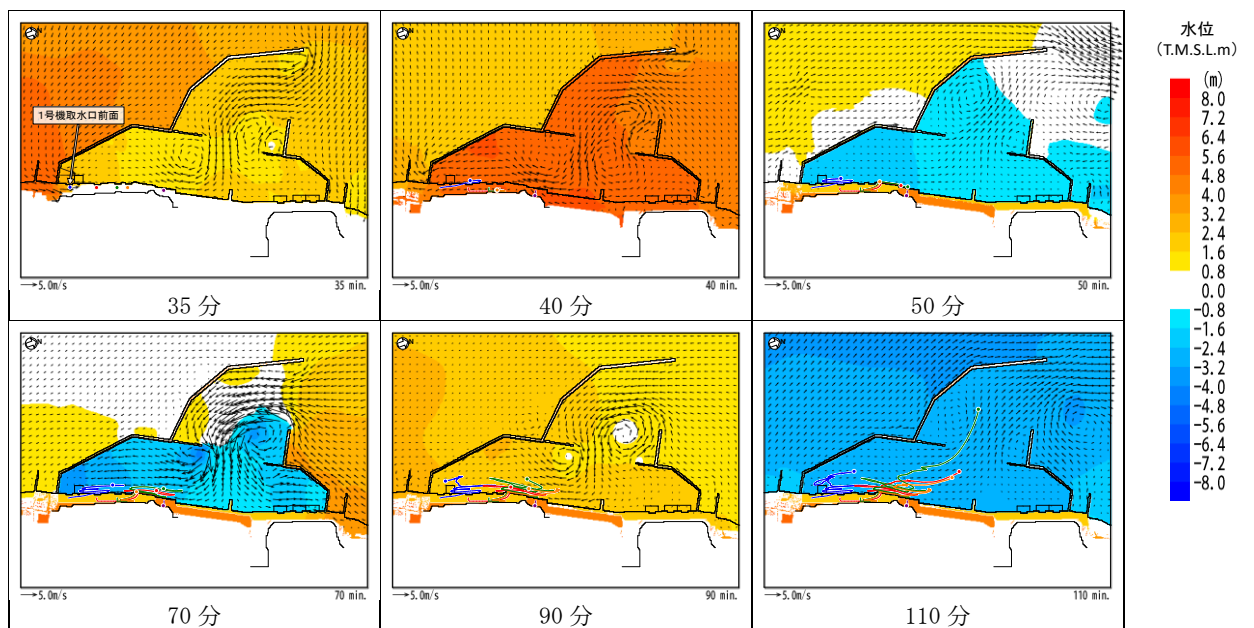 1号機取水口前面
N
→5.0m/s
35 min.
35 分
N
→5.0m/s
40 min.
40 分
N
→5.0m/s
50 min.
50 分
N
→5.0m/s
70 min.
70 分
N
→5.0m/s
90 min.
90 分
N
→5.0m/s
110 min.
110 分
水位
(T.M.S.L.m)
(m)
8.0
7.2
6.4
5.6
4.8
4.0
3.2
2.4
1.6
0.8
0.0
-0.8
-1.6
-2.4
-3.2
-4.0
-4.8
-5.6
-6.4
-7.2
-8.0